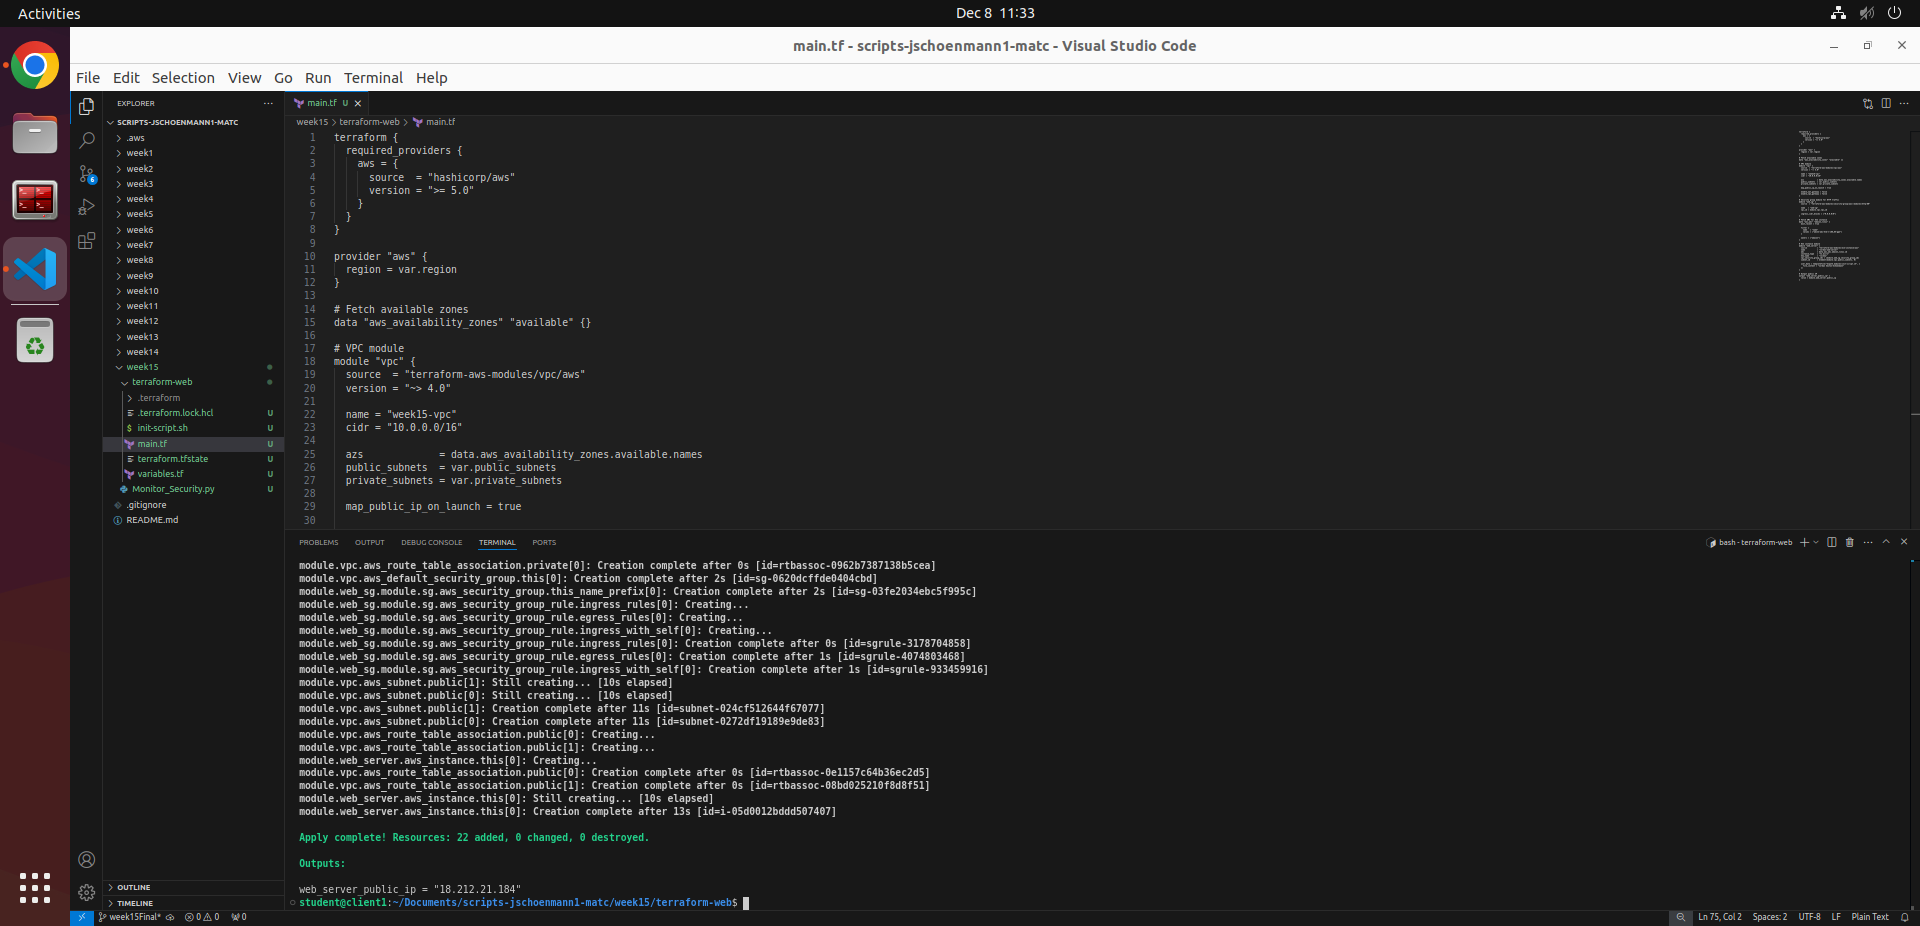 Activities
Dec 8 11:33
main.tf - scripts-jschoenmann1-matc - Visual Studio Code
File Edit Selection View Go Run Terminal Help
EXPLORER
SCRIPTS-JSCHOENMANN1-MATC
.aws
week1
week2
week3
week4
week5
week6
week7
week8
week9
week10
week11
week12
week13
week14
week15
terraform-web
.terraform
.terraform.lock.hcl U
$ init-script.sh U
main.tf U
terraform.tfstate U
variables.tf U
Monitor_Security.py U
.gitignore
README.md
OUTLINE
TIMELINE
6
main.tf U
week15 > terraform-web > main.tf
1 terraform {
2 required_providers {
3 aws = {
4 source = "hashicorp/aws"
5 version = ">= 5.0"
6 }
7 }
8 }
9
10 provider "aws" {
11 region = var.region
12 }
13
14 # Fetch available zones
15 data "aws_availability_zones" "available" {}
16
17 # VPC module
18 module "vpc" {
19 source = "terraform-aws-modules/vpc/aws"
20 version = "~> 4.0"
21
22 name = "week15-vpc"
23 cidr = "10.0.0.0/16"
24
25 azs = data.aws_availability_zones.available.names
26 public_subnets = var.public_subnets
27 private_subnets = var.private_subnets
28
29 map_public_ip_on_launch = true
30
PROBLEMS OUTPUT DEBUG CONSOLE TERMINAL PORTS
bash - terraform-web
module.vpc.aws_route_table_association.private[0]: Creation complete after 0s [id=rtbassoc-0962b7387138b5cea]
module.vpc.aws_default_security_group.this[0]: Creation complete after 2s [id=sg-0620dcffde0404cbd]
module.web_sg.module.sg.aws_security_group.this_name_prefix[0]: Creation complete after 2s [id=sg-03fe2034ebc5f995c]
module.web_sg.module.sg.aws_security_group_rule.ingress_rules[0]: Creating...
module.web_sg.module.sg.aws_security_group_rule.egress_rules[0]: Creating...
module.web_sg.module.sg.aws_security_group_rule.ingress_with_self[0]: Creating...
module.web_sg.module.sg.aws_security_group_rule.ingress_rules[0]: Creation complete after 0s [id=sgrule-3178704858]
module.web_sg.module.sg.aws_security_group_rule.egress_rules[0]: Creation complete after 1s [id=sgrule-4074803468]
module.web_sg.module.sg.aws_security_group_rule.ingress_with_self[0]: Creation complete after 1s [id=sgrule-933459916]
module.vpc.aws_subnet.public[1]: Still creating... [10s elapsed]
module.vpc.aws_subnet.public[0]: Still creating... [10s elapsed]
module.vpc.aws_subnet.public[1]: Creation complete after 11s [id=subnet-024cf512644f67077]
module.vpc.aws_subnet.public[0]: Creation complete after 11s [id=subnet-0272df19189e9de83]
module.vpc.aws_route_table_association.public[0]: Creating...
module.vpc.aws_route_table_association.public[1]: Creating...
module.web_server.aws_instance.this[0]: Creating...
module.vpc.aws_route_table_association.public[0]: Creation complete after 0s [id=rtbassoc-0e1157c64b36ec2d5]
module.vpc.aws_route_table_association.public[1]: Creation complete after 0s [id=rtbassoc-08bd025210f8d8f51]
module.web_server.aws_instance.this[0]: Still creating... [10s elapsed]
module.web_server.aws_instance.this[0]: Creation complete after 13s [id=i-05d0012bddd507407]
Apply complete! Resources: 22 added, 0 changed, 0 destroyed.
Outputs:
web_server_public_ip = "18.212.21.184"
student@client1:~/Documents/scripts-jschoenmann1-matc/week15/terraform-web$
week15Final* 0 0 0
Ln 75, Col 2 Spaces: 2 UTF-8 LF Plain Text